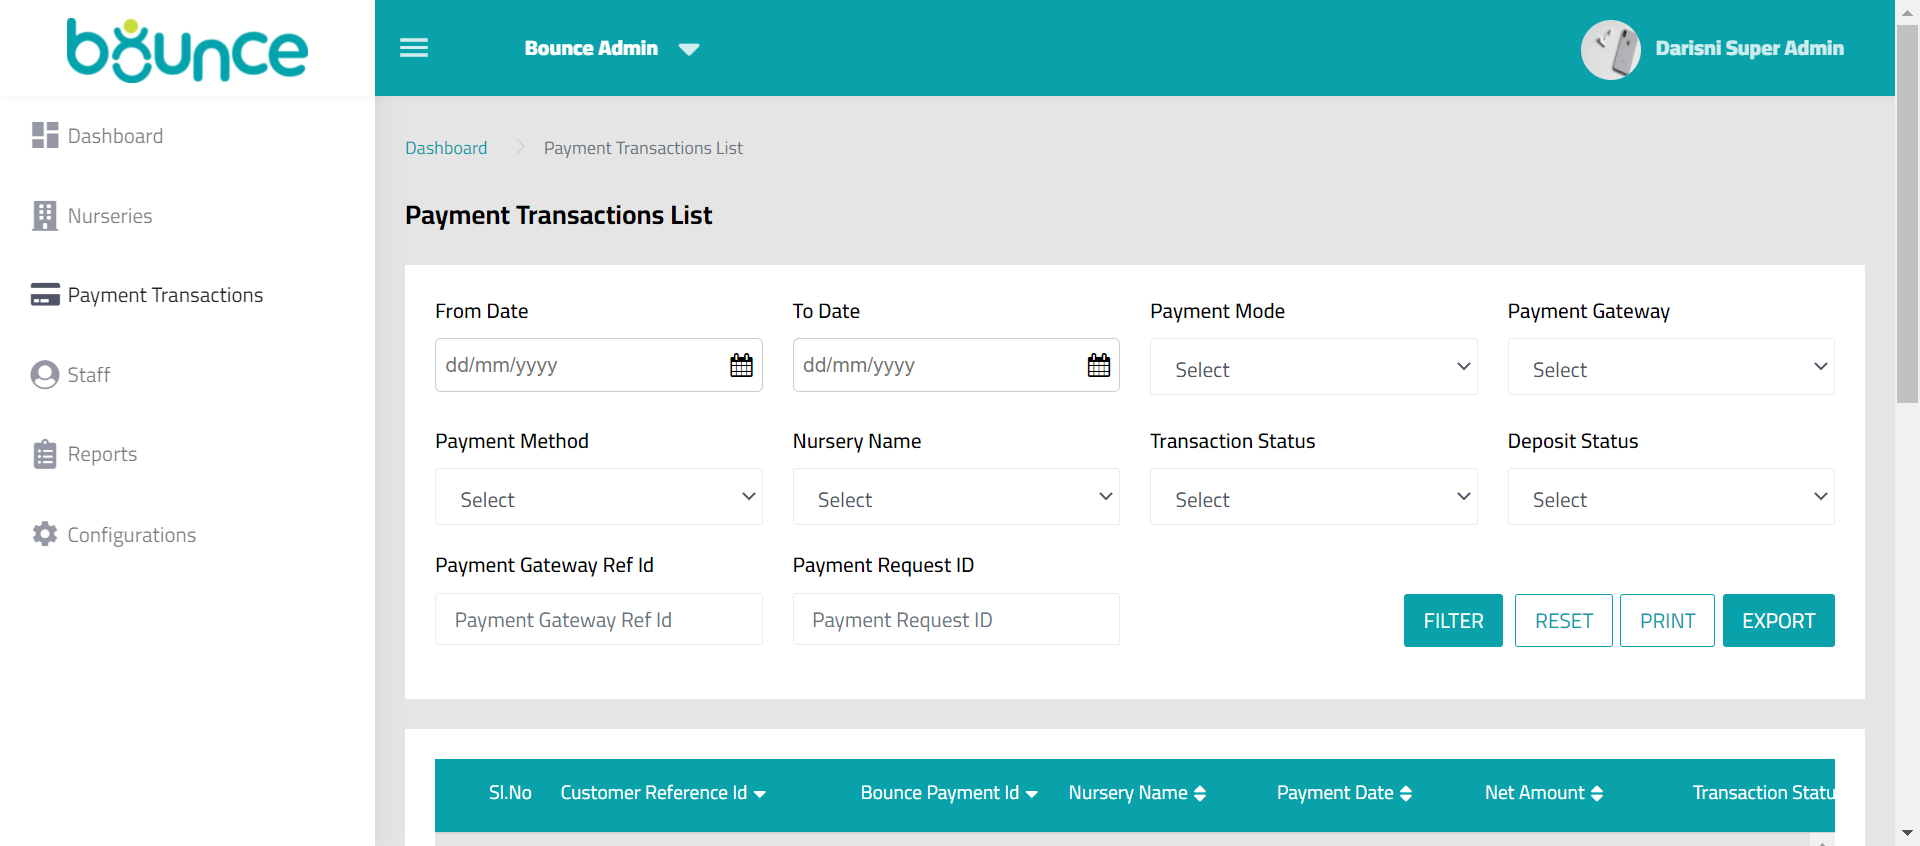 bounce
Bounce Admin
Darisni Super Admin
Dashboard
Nurseries
Payment Transactions
Staff
Reports
Configurations
Dashboard
Payment Transactions List
Payment Transactions List
From Date
To Date
Payment Mode
Payment Gateway
dd/mm/yyyy
dd/mm/yyyy
Select
Select
Payment Method
Nursery Name
Transaction Status
Deposit Status
Select
Select
Select
Select
Payment Gateway Ref Id
Payment Request ID
Payment Gateway Ref Id
Payment Request ID
FILTER
RESET
PRINT
EXPORT
Sl.No
Customer Reference Id
Bounce Payment Id
Nursery Name
Payment Date
Net Amount
Transaction Statu